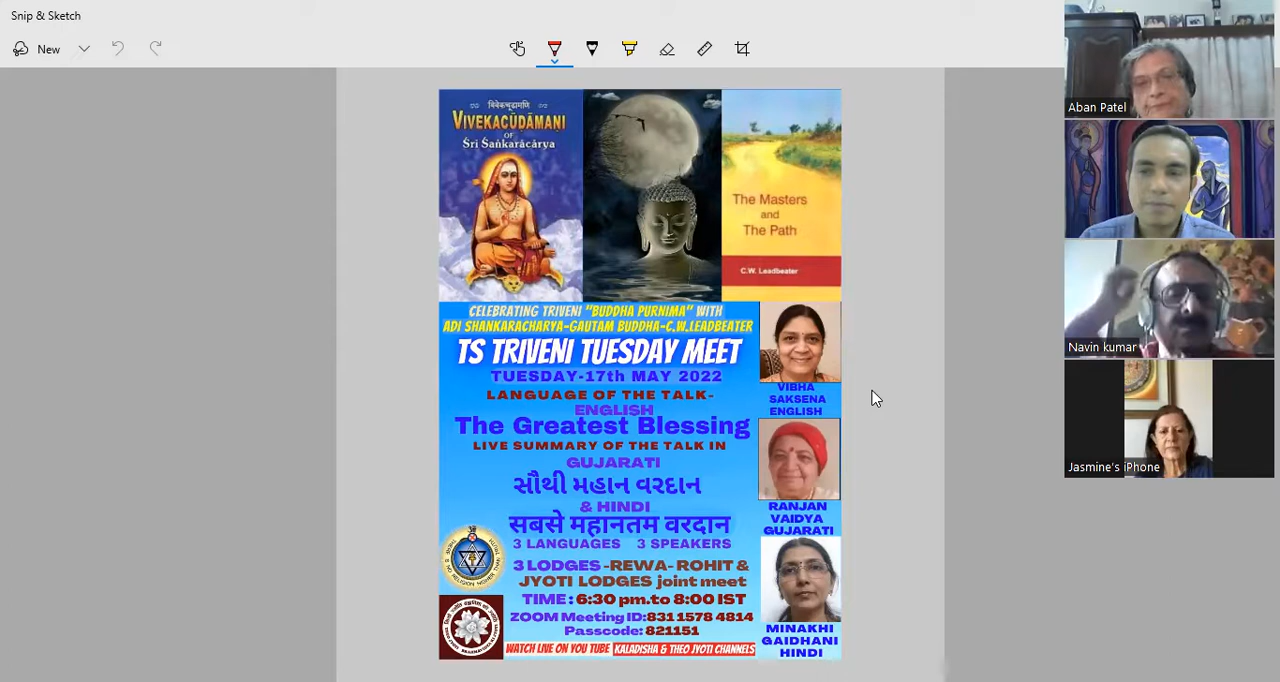 Snip & Sketch
New
विवेकचूडामणि
VIVEKACŪḌĀMAṆI
OF
Śri Śaṅkarācārya
The Masters
and
The Path
C.W. Leadbeater
CELEBRATING TRIVENI "BUDDHA PURNIMA" WITH
ADI SHANKARACHARYA-GAUTAM BUDDHA-C.W.LEADBEATER
TS TRIVENI TUESDAY MEET
TUESDAY-17th MAY 2022
LANGUAGE OF THE TALK-
ENGLISH
The Greatest Blessing
LIVE SUMMARY OF THE TALK IN
GUJARATI
સૌથી મહાન વરદાન
& HINDI
सबसे महानतम वरदान
3 LANGUAGES 3 SPEAKERS
3 LODGES -REWA- ROHIT &
JYOTI LODGES joint meet
TIME : 6:30 pm.to 8:00 IST
ZOOM Meeting ID:831 1578 4814
Passcode: 821151
WATCH LIVE ON YOU TUBE KALADISHA & THEO JYOTI CHANNELS
VIBHA
SAKSENA
ENGLISH
RANJAN
VAIDYA
GUJARATI
MINAKHI
GAIDHANI
HINDI
Aban Patel
Navin kumar
Jasmine's iPhone